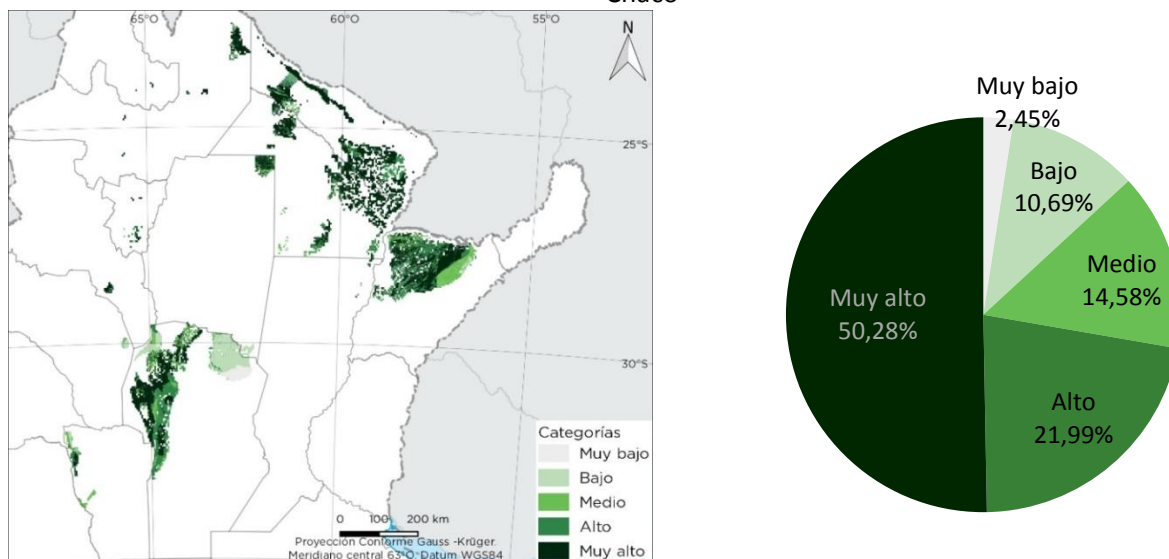 65°O
60°O
55°O
N
25°S
30°S
Categorías
Muy bajo
Bajo
Medio
Alto
Muy alto
0 100 200 km
Proyección Conforme Gauss -Krüger.
Meridiano central 63°O. Datum WGS84
Muy bajo
2,45%
Bajo
10,69%
Medio
14,58%
Alto
21,99%
Muy alto
50,28%